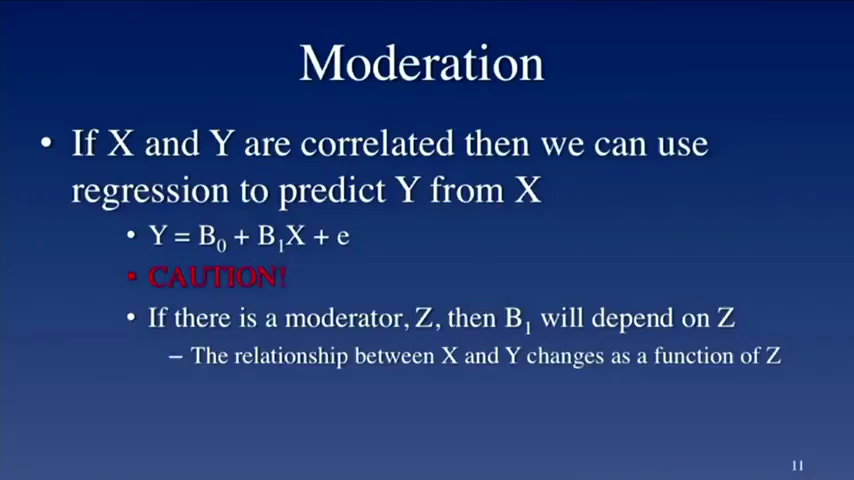 Moderation
• If X and Y are correlated then we can use
regression to predict Y from X
• Y = B₀ + B₁X + e
• CAUTION!
• If there is a moderator, Z, then B₁ will depend on Z
– The relationship between X and Y changes as a function of Z
11